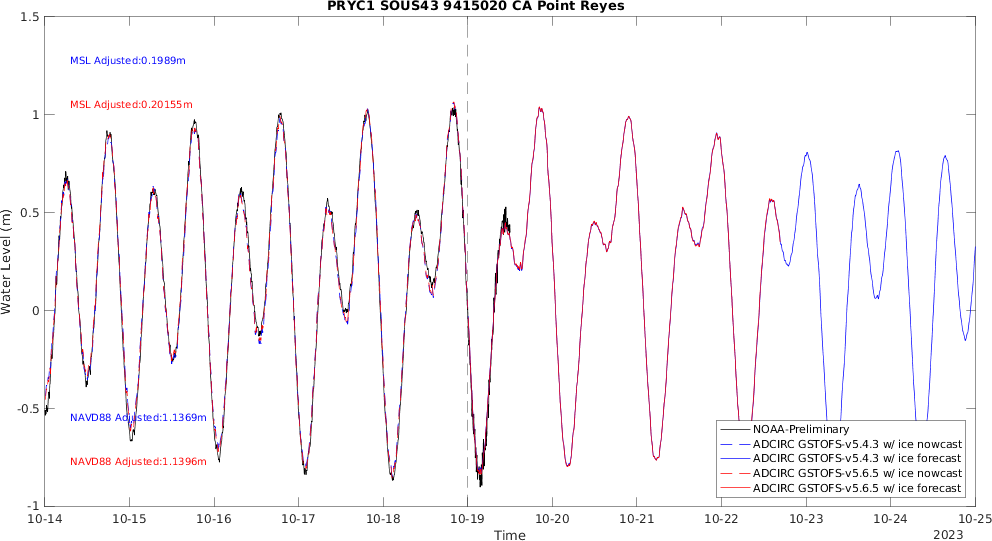 PRYC1 SOUS43 9415020 CA Point Reyes
1.5
1
0.5
0
-0.5
-1
Water Level (m)
MSL Adjusted:0.1989m
MSL Adjusted:0.20155m
NAVD88 Adjusted:1.1369m
NAVD88 Adjusted:1.1396m
NOAA-Preliminary
ADCIRC GSTOFS-v5.4.3 w/ ice nowcast
ADCIRC GSTOFS-v5.4.3 w/ ice forecast
ADCIRC GSTOFS-v5.6.5 w/ ice nowcast
ADCIRC GSTOFS-v5.6.5 w/ ice forecast
10-14 10-15 10-16 10-17 10-18 10-19 10-20 10-21 10-22 10-23 10-24 10-25
Time
2023